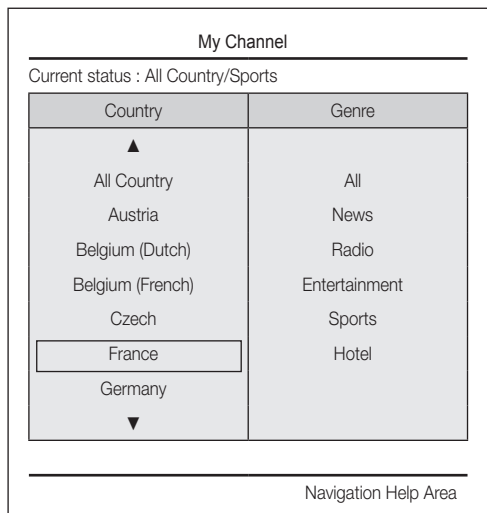 My Channel
Current status : All Country/Sports
Country Genre
▲
All Country All
Austria News
Belgium (Dutch) Radio
Belgium (French) Entertainment
Czech Sports
France Hotel
Germany
▼
Navigation Help Area